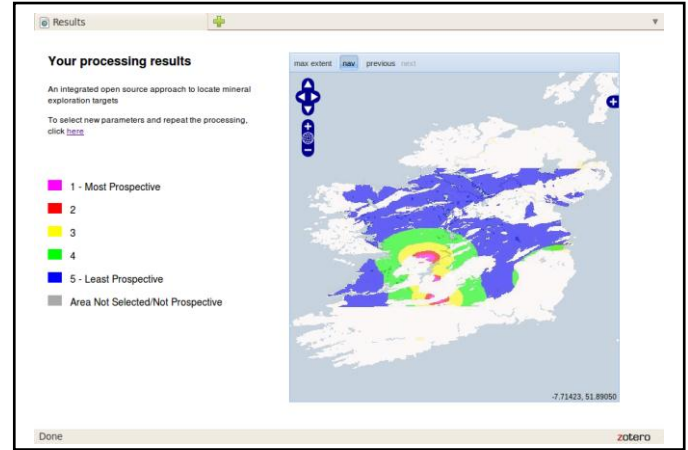 Results
Your processing results
An integrated open source approach to locate mineral
exploration targets
To select new parameters and repeat the processing,
click here
1 - Most Prospective
2
3
4
5 - Least Prospective
Area Not Selected/Not Prospective
max extent nav previous next
-7.71423, 51.89050
Done
zotero